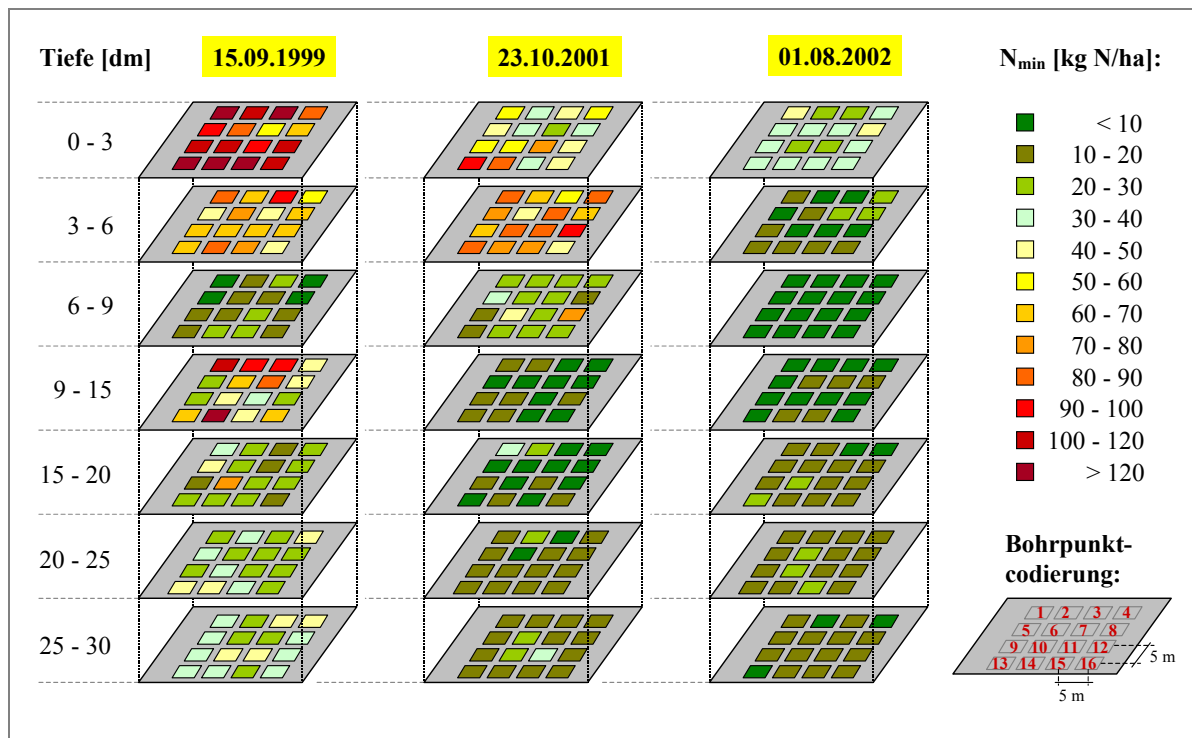 Tiefe [dm] 15.09.1999 23.10.2001 01.08.2002 Nmin [kg N/ha]:
0 - 3
3 - 6
6 - 9
9 - 15
15 - 20
20 - 25
25 - 30
< 10
10 - 20
20 - 30
30 - 40
40 - 50
50 - 60
60 - 70
70 - 80
80 - 90
90 - 100
100 - 120
> 120
Bohrpunkt-
codierung:
1 2 3 4
5 6 7 8
9 10 11 12
13 14 15 16
5 m
5 m